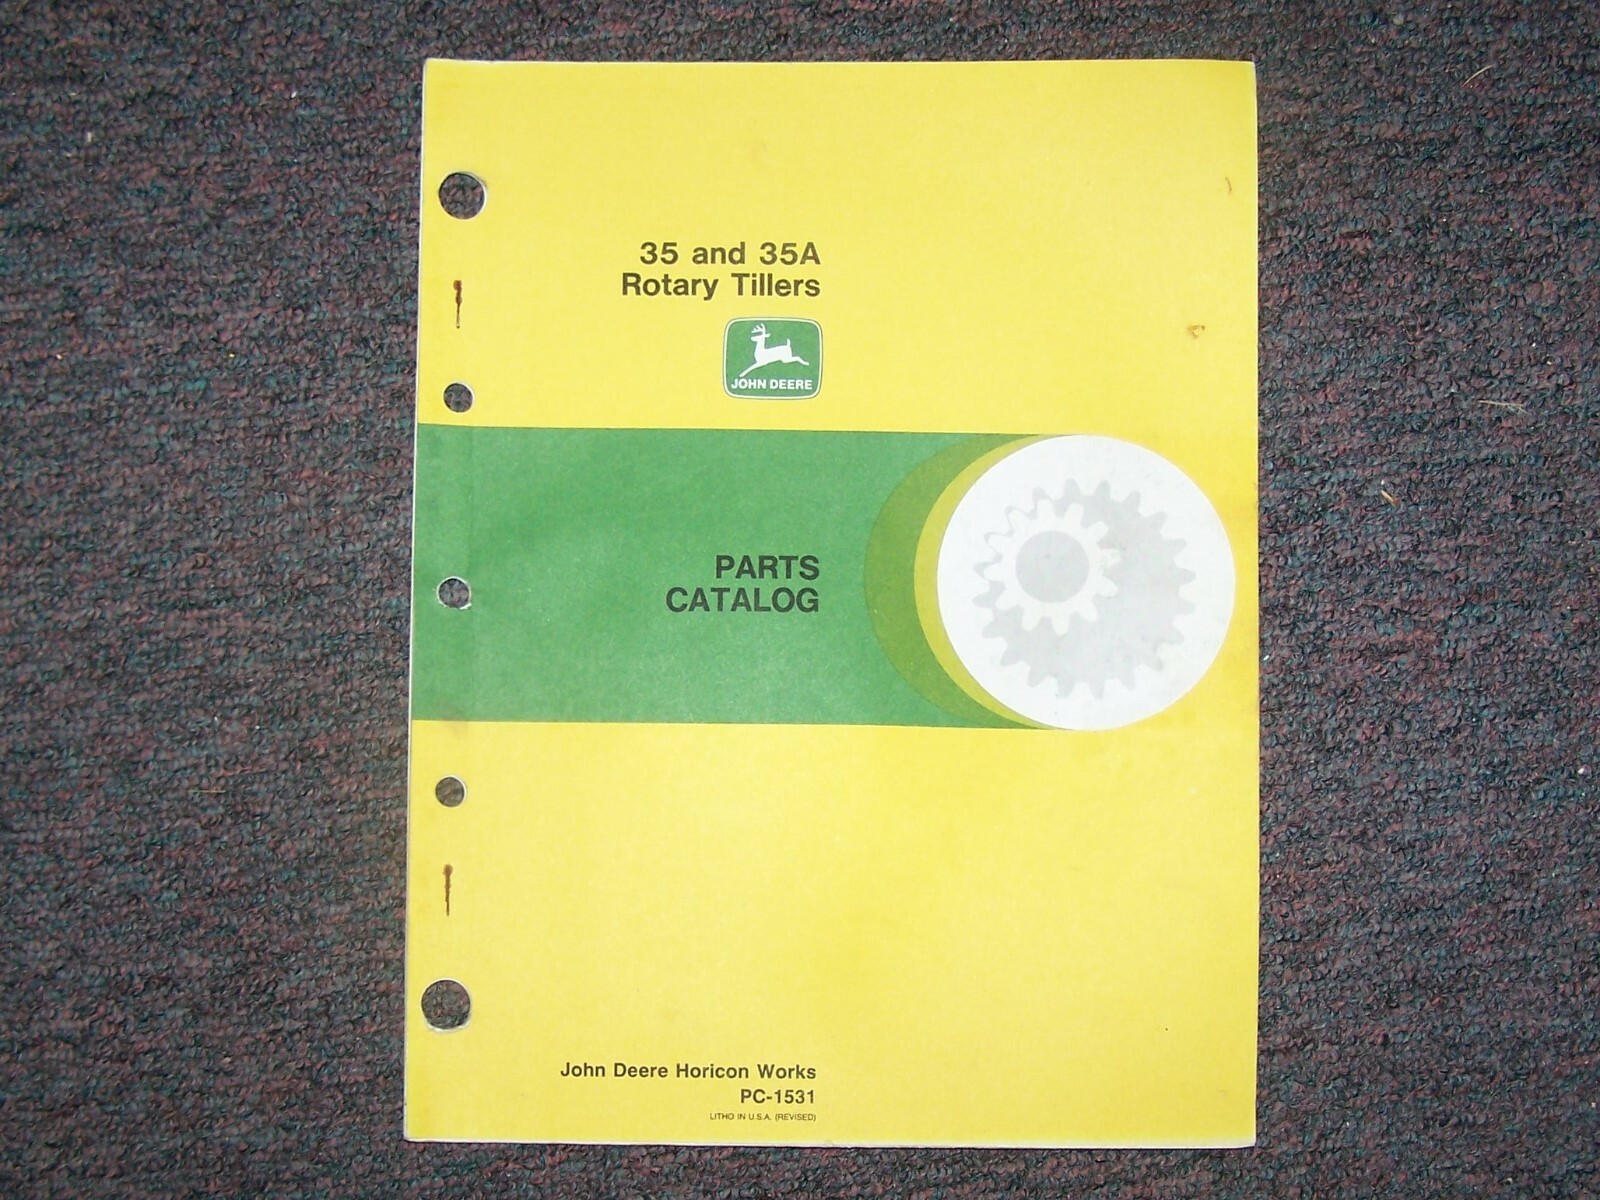 35 and 35A
Rotary Tillers
JOHN DEERE
PARTS
CATALOG
John Deere Horicon Works
PC-1531
LITHO IN U.S.A. (REVISED)